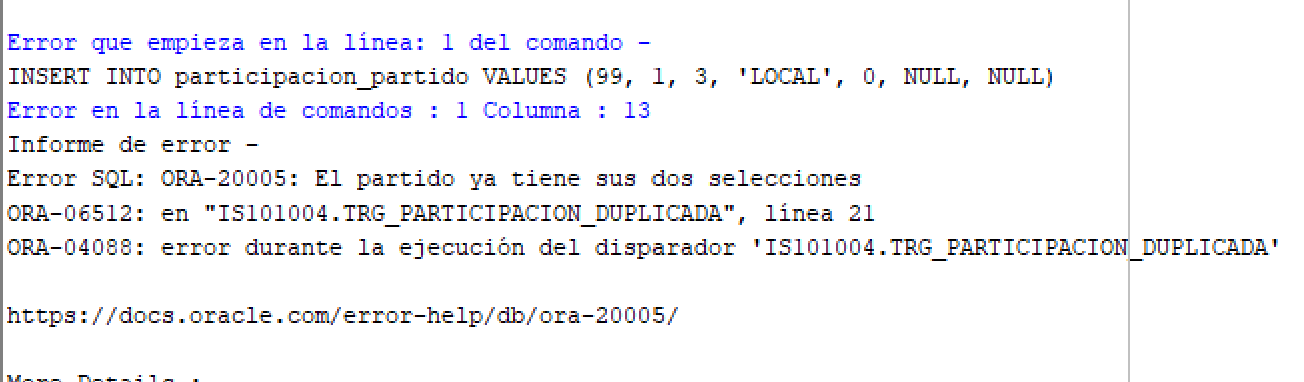 Error que empieza en la línea: 1 del comando -
INSERT INTO participacion_partido VALUES (99, 1, 3, 'LOCAL', 0, NULL, NULL)
Error en la línea de comandos : 1 Columna : 13
Informe de error -
Error SQL: ORA-20005: El partido ya tiene sus dos selecciones
ORA-06512: en "IS101004.TRG_PARTICIPACION_DUPLICADA", línea 21
ORA-04088: error durante la ejecución del disparador 'IS101004.TRG_PARTICIPACION_DUPLICADA'
https://docs.oracle.com/error-help/db/ora-20005/
More Details :